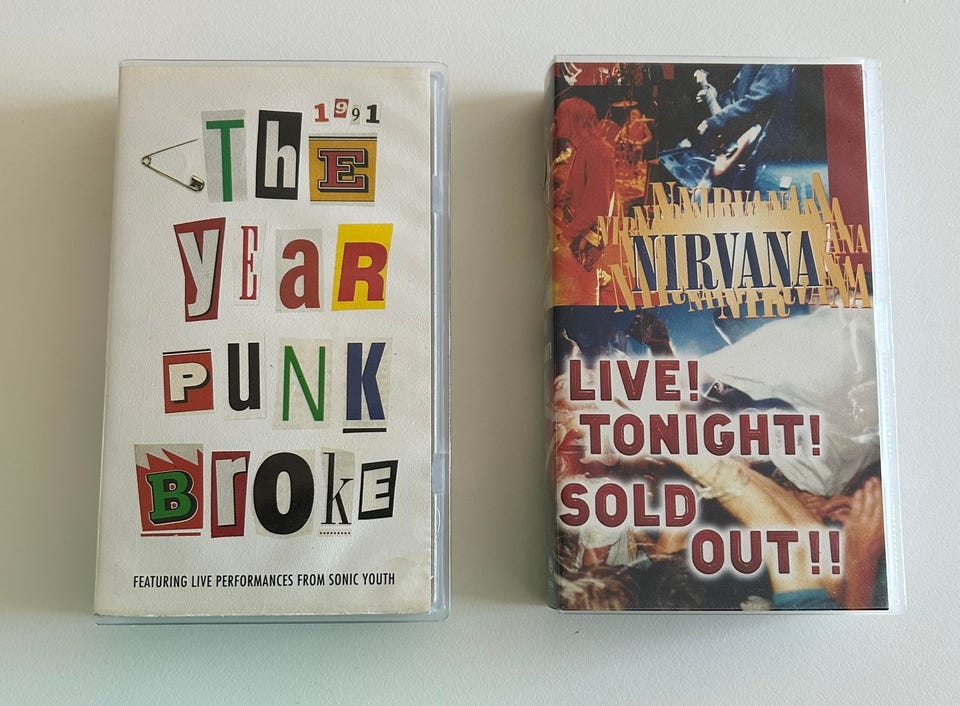 1991
The
yEaR
PUNK
BRoke
FEATURING LIVE PERFORMANCES FROM SONIC YOUTH
NIRVANA
LIVE!
TONIGHT!
SOLD
OUT!!